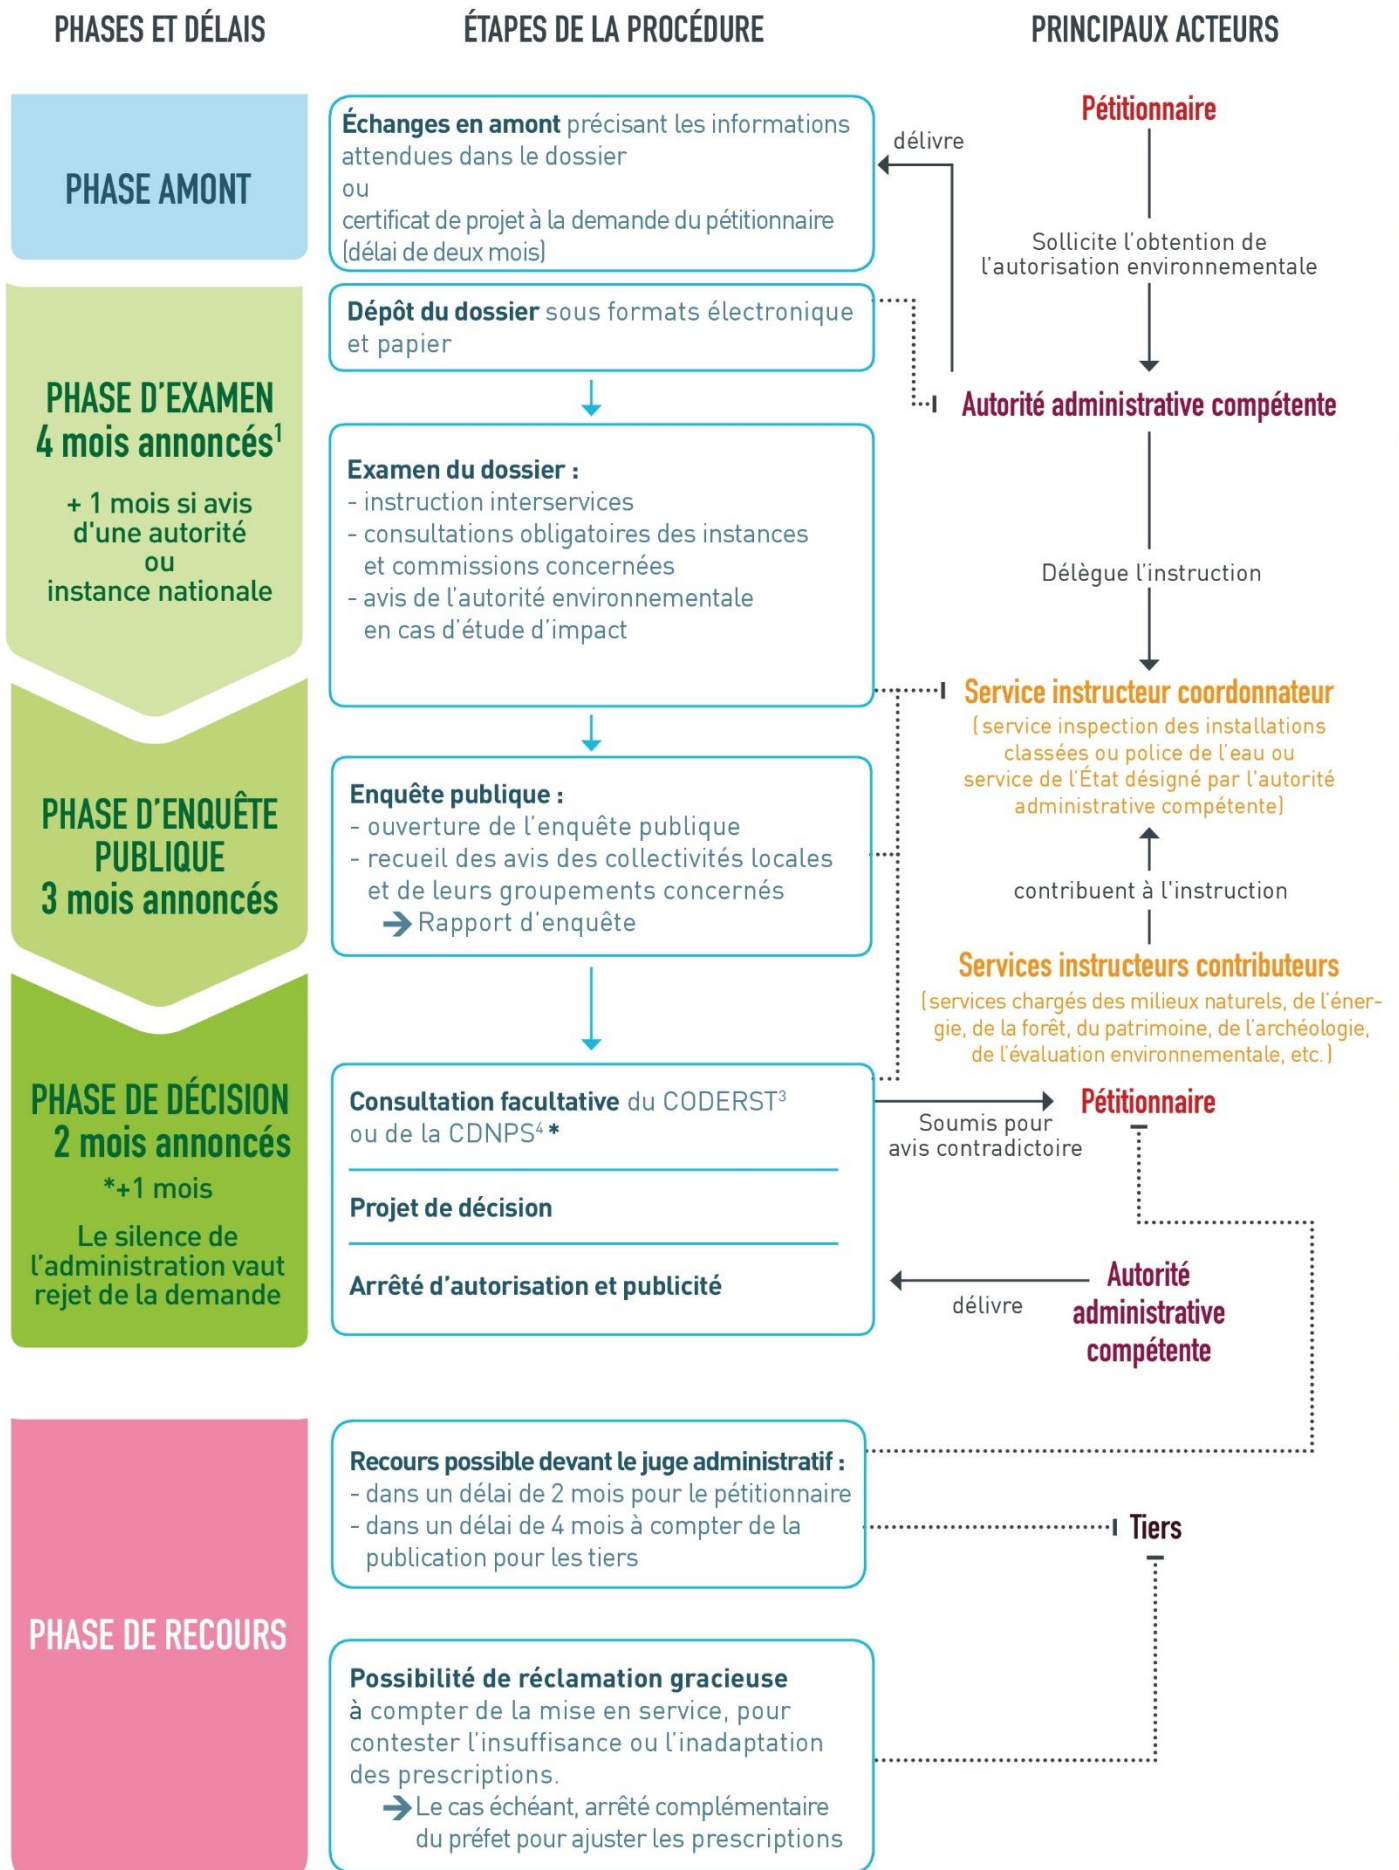 PHASES ET DÉLAIS
ÉTAPES DE LA PROCÉDURE
PRINCIPAUX ACTEURS
PHASE AMONT
Échanges en amont précisant les informations
attendues dans le dossier
ou
certificat de projet à la demande du pétitionnaire
(délai de deux mois)
délivre
Pétitionnaire
Sollicite l'obtention de
l'autorisation environnementale
PHASE D'EXAMEN
4 mois annoncés¹
+ 1 mois si avis
d'une autorité
ou
instance nationale
Dépôt du dossier sous formats électronique
et papier
Autorité administrative compétente
Examen du dossier :
- instruction interservices
- consultations obligatoires des instances
et commissions concernées
- avis de l'autorité environnementale
en cas d'étude d'impact
Délègue l'instruction
Service instructeur coordonnateur
(service inspection des installations
classées ou police de l'eau ou
service de l'État désigné par l'autorité
administrative compétente)
PHASE D'ENQUÊTE
PUBLIQUE
3 mois annoncés
Enquête publique :
- ouverture de l'enquête publique
- recueil des avis des collectivités locales
et de leurs groupements concernés
➔ Rapport d'enquête
contribuent à l'instruction
Services instructeurs contributeurs
(services chargés des milieux naturels, de l'éner-
gie, de la forêt, du patrimoine, de l'archéologie,
de l'évaluation environnementale, etc.)
PHASE DE DÉCISION
2 mois annoncés
*+1 mois
Le silence de
l'administration vaut
rejet de la demande
Consultation facultative du CODERST³
ou de la CDNPS⁴ *
Projet de décision
Arrêté d'autorisation et publicité
Soumis pour
avis contradictoire
Pétitionnaire
délivre
Autorité
administrative
compétente
PHASE DE RECOURS
Recours possible devant le juge administratif :
- dans un délai de 2 mois pour le pétitionnaire
- dans un délai de 4 mois à compter de la
publication pour les tiers
Tiers
Possibilité de réclamation gracieuse
à compter de la mise en service, pour
contester l'insuffisance ou l'inadaptation
des prescriptions.
➔ Le cas échéant, arrêté complémentaire
du préfet pour ajuster les prescriptions